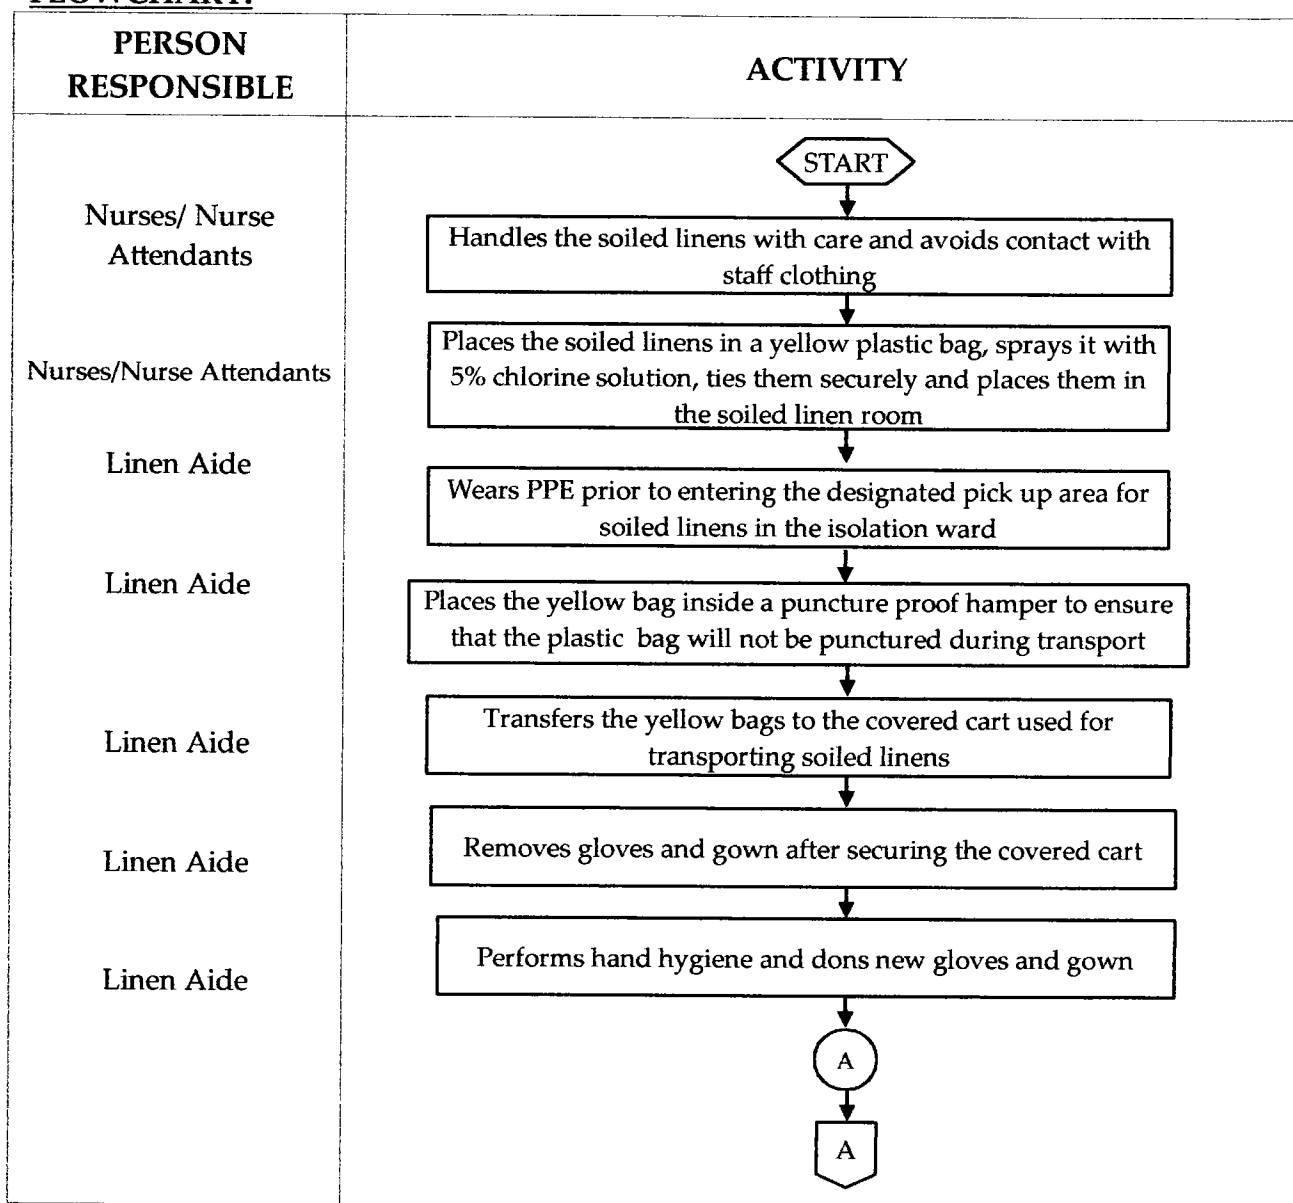 FLOWCHART:
PERSON
RESPONSIBLE
ACTIVITY
START
Nurses/ Nurse
Attendants
Handles the soiled linens with care and avoids contact with
staff clothing
Nurses/Nurse Attendants
Places the soiled linens in a yellow plastic bag, sprays it with
5% chlorine solution, ties them securely and places them in
the soiled linen room
Linen Aide
Wears PPE prior to entering the designated pick up area for
soiled linens in the isolation ward
Linen Aide
Places the yellow bag inside a puncture proof hamper to ensure
that the plastic bag will not be punctured during transport
Linen Aide
Transfers the yellow bags to the covered cart used for
transporting soiled linens
Linen Aide
Removes gloves and gown after securing the covered cart
Linen Aide
Performs hand hygiene and dons new gloves and gown
A
A